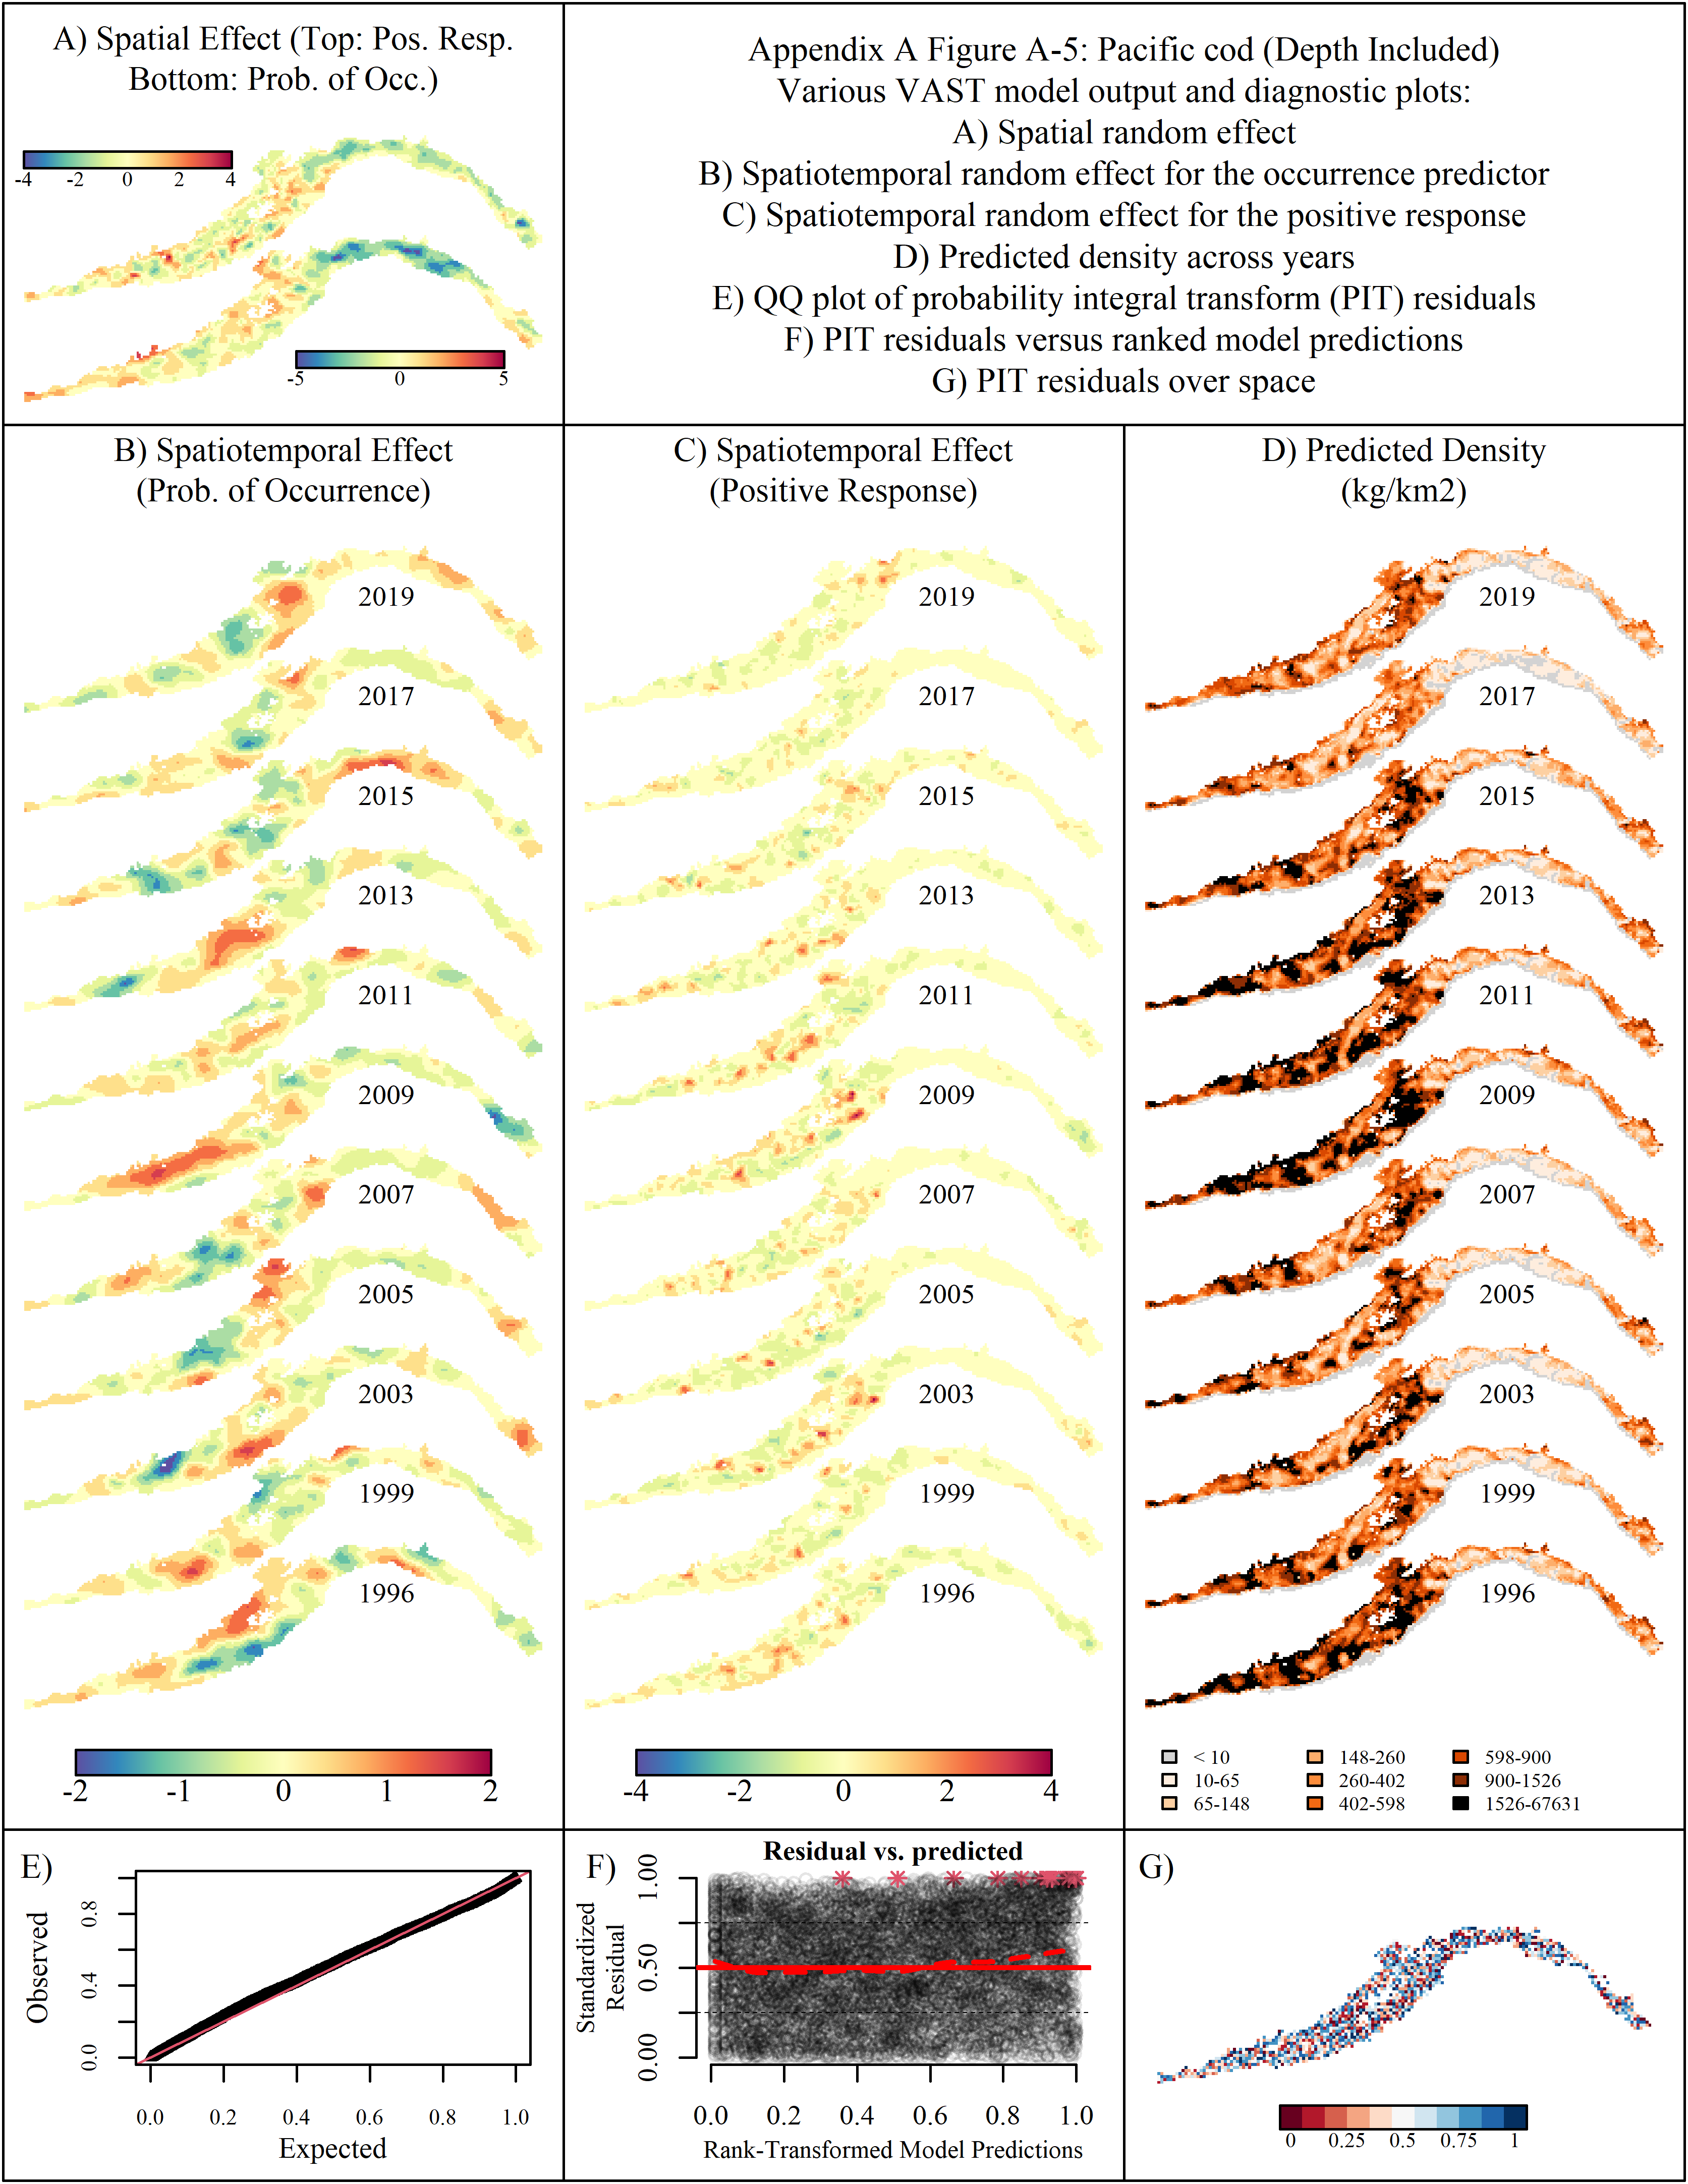 A) Spatial Effect (Top: Pos. Resp.
Bottom: Prob. of Occ.)
-4 -2 0 2 4
-5 0 5
Appendix A Figure A-5: Pacific cod (Depth Included)
Various VAST model output and diagnostic plots:
A) Spatial random effect
B) Spatiotemporal random effect for the occurrence predictor
C) Spatiotemporal random effect for the positive response
D) Predicted density across years
E) QQ plot of probability integral transform (PIT) residuals
F) PIT residuals versus ranked model predictions
G) PIT residuals over space
B) Spatiotemporal Effect
(Prob. of Occurrence)
2019
2017
2015
2013
2011
2009
2007
2005
2003
1999
1996
-2 -1 0 1 2
C) Spatiotemporal Effect
(Positive Response)
2019
2017
2015
2013
2011
2009
2007
2005
2003
1999
1996
-4 -2 0 2 4
D) Predicted Density
(kg/km2)
2019
2017
2015
2013
2011
2009
2007
2005
2003
1999
1996
< 10 148-260 598-900
10-65 260-402 900-1526
65-148 402-598 1526-67631
E)
Observed
0.8
0.4
0.0
0.0 0.2 0.4 0.6 0.8 1.0
Expected
F)
Residual vs. predicted
Standardized
Residual
1.00
0.50
0.00
0.0 0.2 0.4 0.6 0.8 1.0
Rank-Transformed Model Predictions
G)
0 0.25 0.5 0.75 1